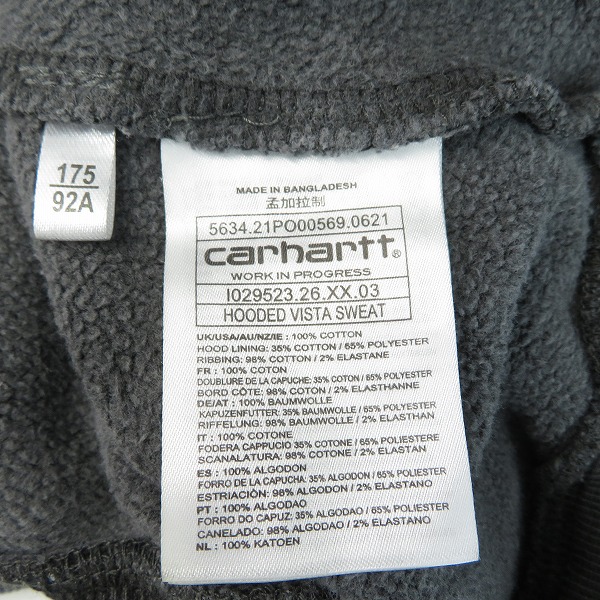 175
92A
MADE IN BANGLADESH
孟加拉制
5634.21PO00569.0621
carhartt®
WORK IN PROGRESS
I029523.26.XX.03
HOODED VISTA SWEAT
UK/USA/AU/NZ/IE : 100% COTTON
HOOD LINING: 35% COTTON / 65% POLYESTER
RIBBING: 98% COTTON / 2% ELASTANE
FR : 100% COTON
DOUBLURE DE LA CAPUCHE: 35% COTON / 65% POLYESTER
BORD CÔTE: 98% COTON / 2% ELASTHANNE
DE/AT : 100% BAUMWOLLE
KAPUZENFUTTER: 35% BAUMWOLLE / 65% POLYESTER
RIFFELUNG: 98% BAUMWOLLE / 2% ELASTHAN
IT : 100% COTONE
FODERA CAPPUCCIO 35% COTONE / 65% POLIESTERE
SCANALATURA: 98% COTONE / 2% ELASTAN
ES : 100% ALGODON
FORRO DE LA CAPUCHA: 35% ALGODON / 65% POLIESTER
ESTRIACIÓN: 98% ALGODON / 2% ELASTANO
PT : 100% ALGODAO
FORRO DO CAPUZ: 35% ALGODAO / 65% POLIESTER
CANELADO: 98% ALGODAO / 2% ELASTANO
NL : 100% KATOEN